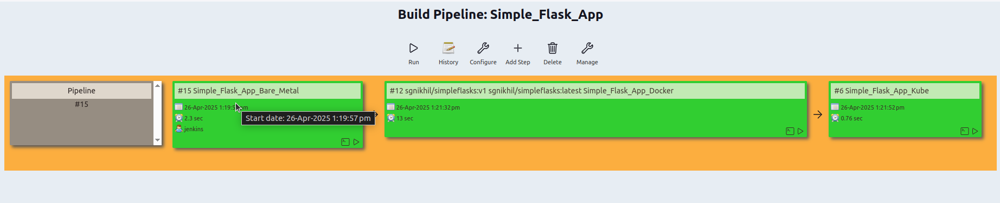 Build Pipeline: Simple_Flask_App
Run
History
Configure
Add Step
Delete
Manage
Pipeline
#15
#15 Simple_Flask_App_Bare_Metal
26-Apr-2025 1:19:5 pm
Start date: 26-Apr-2025 1:19:57 pm
2.3 sec
jenkins
#12 sgnikhil/simpleflasks:v1 sgnikhil/simpleflasks:latest Simple_Flask_App_Docker
26-Apr-2025 1:21:32 pm
13 sec
#6 Simple_Flask_App_Kube
26-Apr-2025 1:21:52 pm
0.76 sec